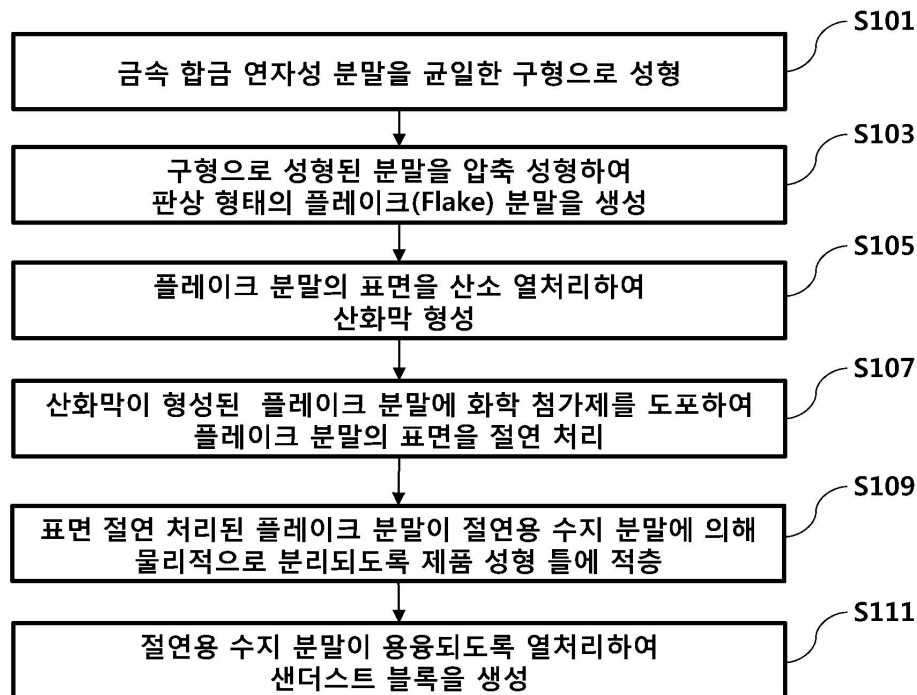 S101
금속 합금 연자성 분말을 균일한 구형으로 성형
S103
구형으로 성형된 분말을 압축 성형하여
판상 형태의 플레이크(Flake) 분말을 생성
S105
플레이크 분말의 표면을 산소 열처리하여
산화막 형성
S107
산화막이 형성된 플레이크 분말에 화학 첨가제를 도포하여
플레이크 분말의 표면을 절연 처리
S109
표면 절연 처리된 플레이크 분말이 절연용 수지 분말에 의해
물리적으로 분리되도록 제품 성형 틀에 적층
S111
절연용 수지 분말이 용융되도록 열처리하여
샌더스트 블록을 생성